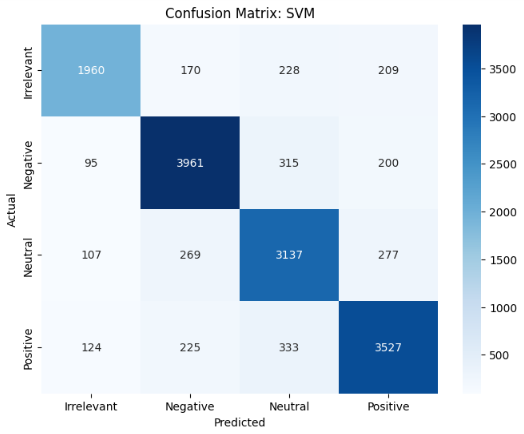 Confusion Matrix: SVM
Actual
Irrelevant 1960 170 228 209
Negative 95 3961 315 200
Neutral 107 269 3137 277
Positive 124 225 333 3527
Irrelevant Negative Neutral Positive
Predicted
3500
3000
2500
2000
1500
1000
500